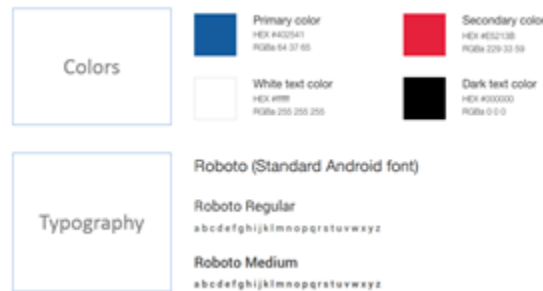 Colors
Primary color
HEX #402541
RGBa 64 37 65
Secondary color
HEX #E5213B
RGBa 229 33 59
White text color
HEX #ffffff
RGBa 255 255 255
Dark text color
HEX #000000
RGBa 0 0 0
Typography
Roboto (Standard Android font)
Roboto Regular
a b c d e f g h i j k l m n o p q r s t u v w x y z
Roboto Medium
a b c d e f g h i j k l m n o p q r s t u v w x y z